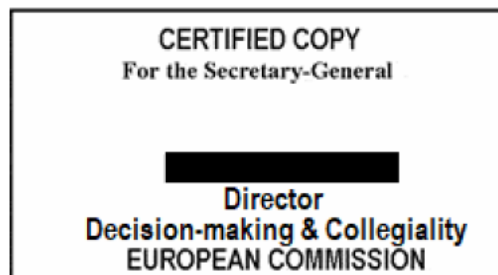 CERTIFIED COPY
For the Secretary-General
Director
Decision-making & Collegiality
EUROPEAN COMMISSION